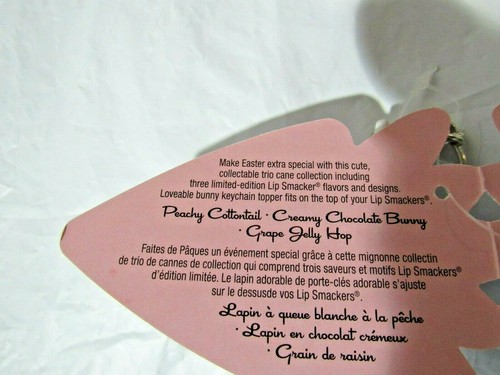 Make Easter extra special with this cute,
collectable trio cane collection including
three limited-edition Lip Smacker® flavors and designs.
Loveable bunny keychain topper fits on the top of your Lip Smackers®.
Peachy Cottontail · Creamy Chocolate Bunny
· Grape Jelly Hop
Faites de Pâques un événement special grâce à cette mignonne collectin
de trio de cannes de collection qui comprend trois saveurs et motifs Lip Smackers®
d'édition limitée. Le lapin adorable de porte-clés adorable s'ajuste
sur le dessusde vos Lip Smackers®.
Lapin à queue blanche à la pêche
· Lapin en chocolat crémeux
· Grain de raisin